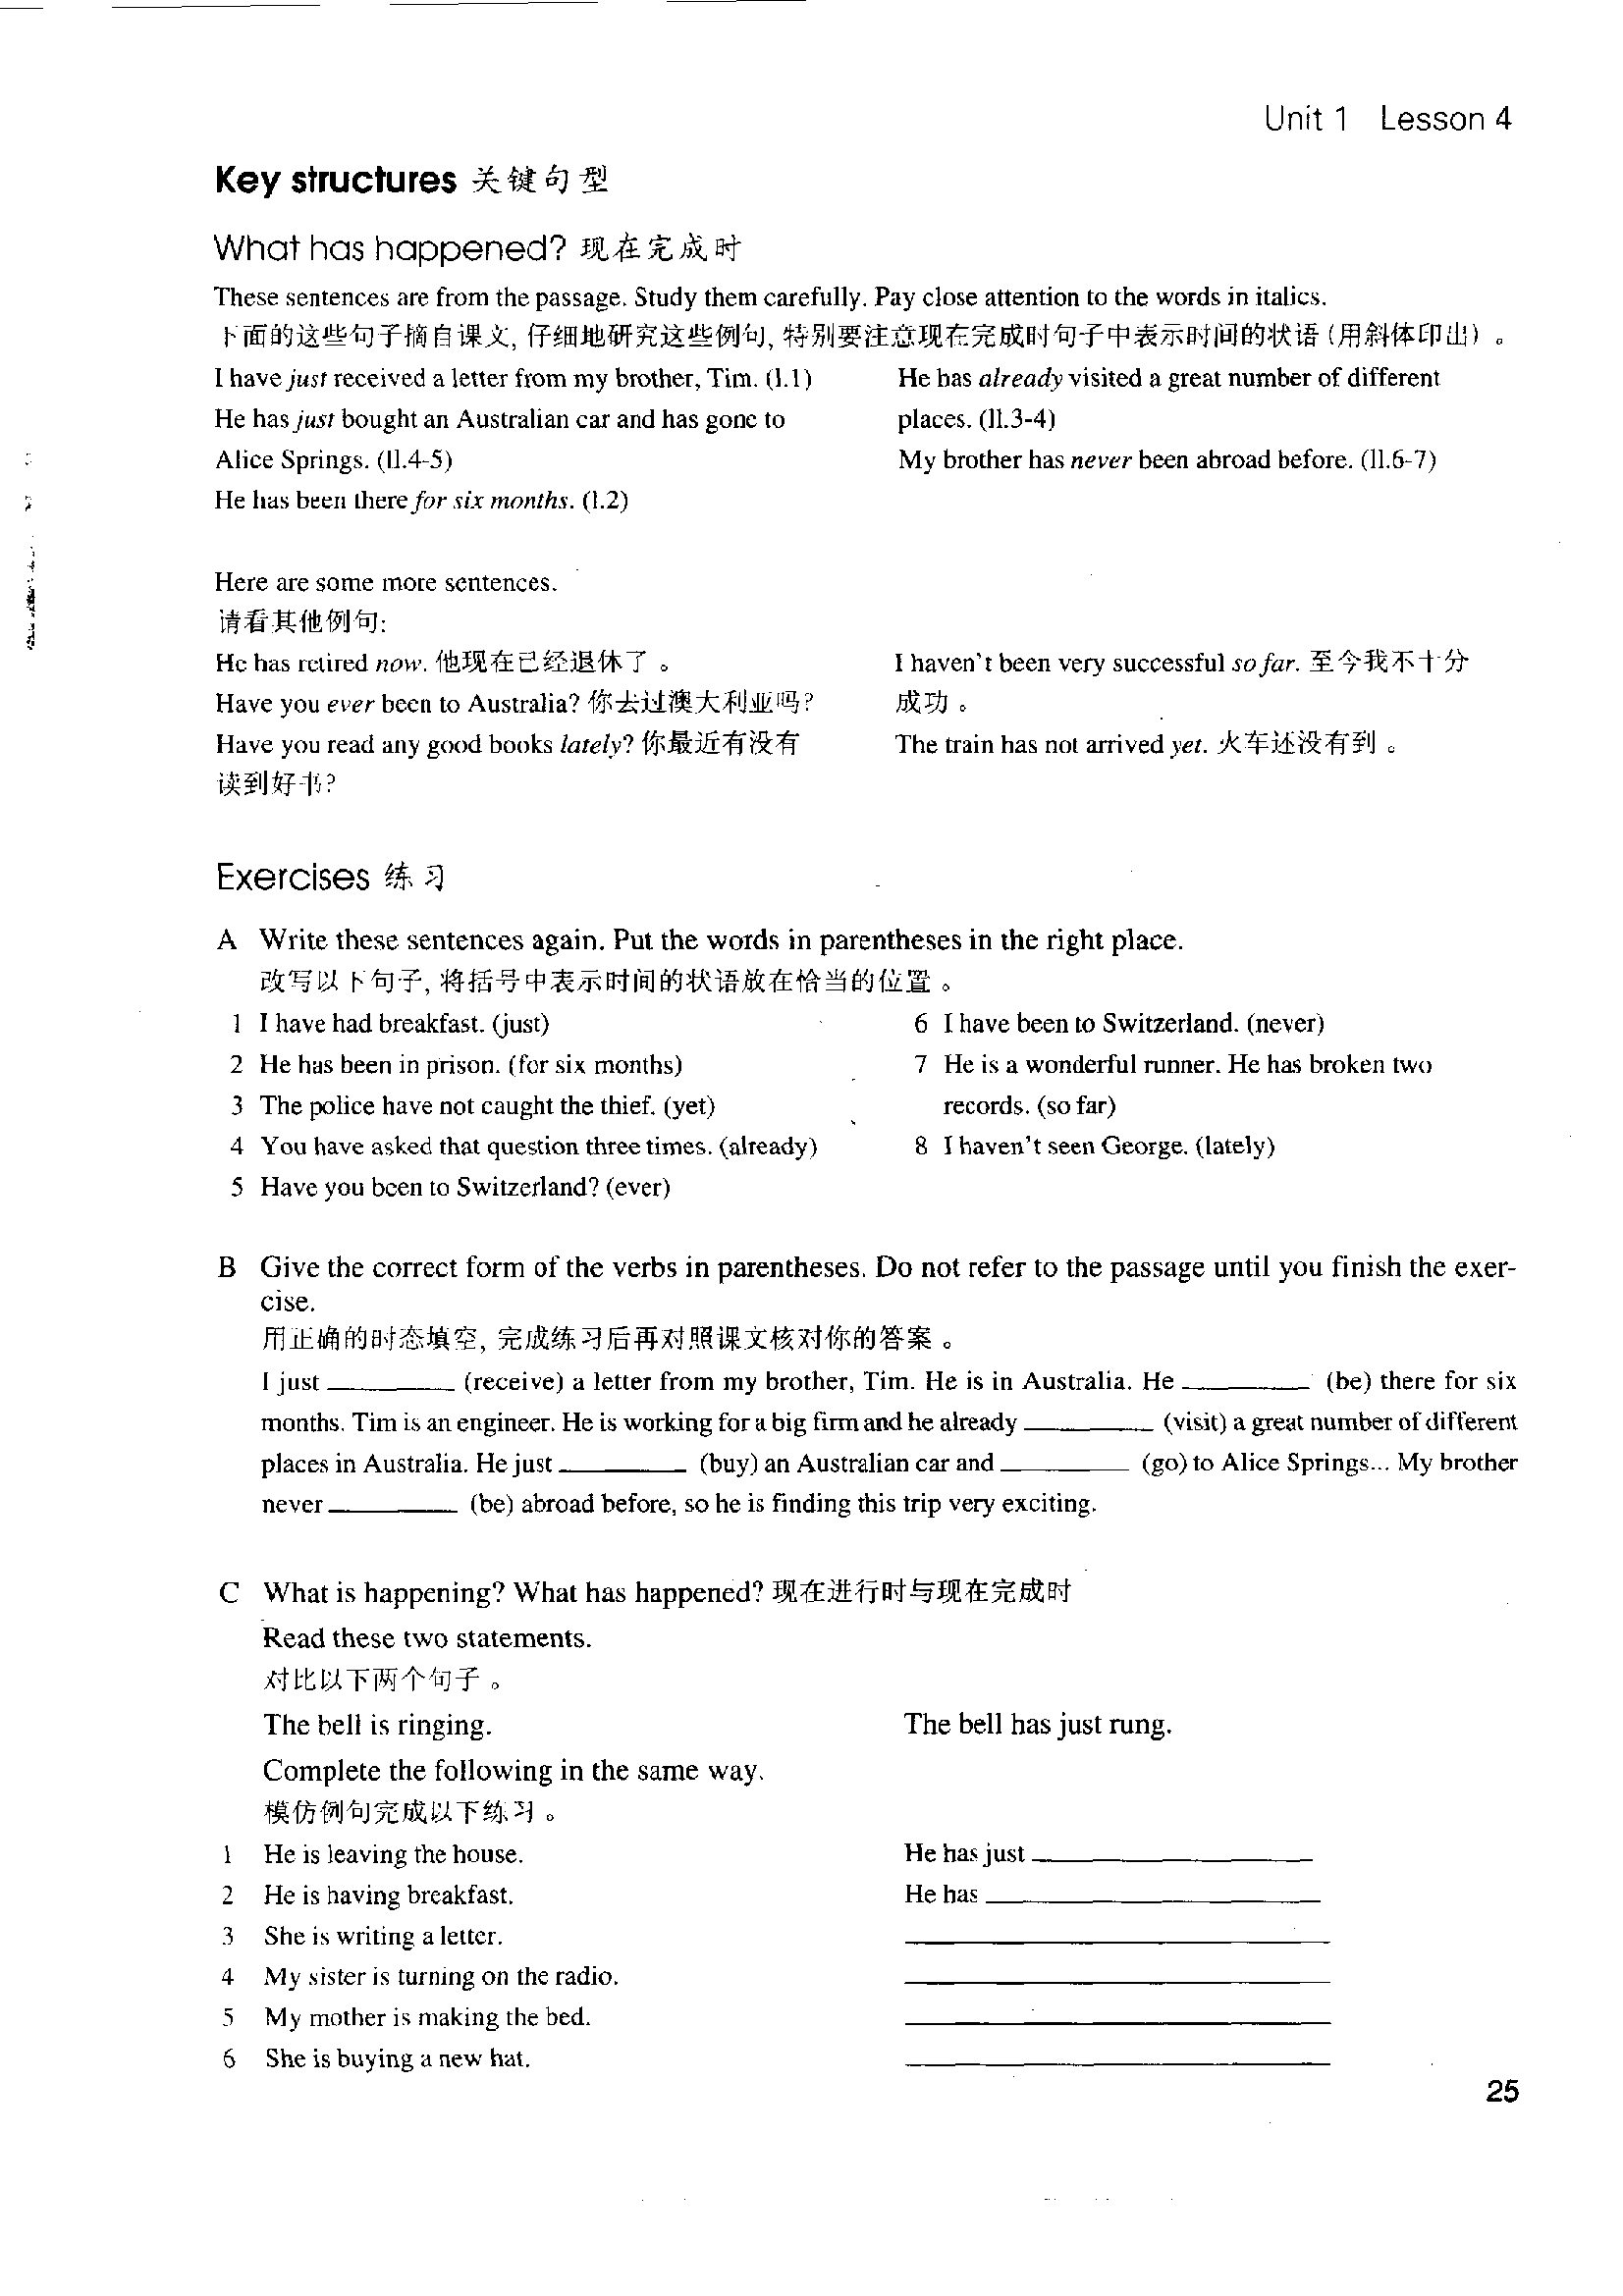 Unit 1 Lesson 4
Key structures 关键句型
What has happened? 现在完成时
These sentences are from the passage. Study them carefully. Pay close attention to the words in italics.
下面的这些句子摘自课文, 仔细地研究这些例句, 特别要注意现在完成时句子中表示时间的状语 (用斜体印出) 。
I have just received a letter from my brother, Tim. (l.1)
He has just bought an Australian car and has gone to
Alice Springs. (ll.4-5)
He has been there for six months. (l.2)
He has already visited a great number of different
places. (ll.3-4)
My brother has never been abroad before. (ll.6-7)
Here are some more sentences.
请看其他例句:
He has retired now. 他现在已经退休了 。
Have you ever been to Australia? 你去过澳大利亚吗?
Have you read any good books lately? 你最近有没有
读到好书?
I haven't been very successful so far. 至今我不十分
成功 。
The train has not arrived yet. 火车还没有到 。
Exercises 练习
A Write these sentences again. Put the words in parentheses in the right place.
改写以下句子, 将括号中表示时间的状语放在恰当的位置 。
1 I have had breakfast. (just)
2 He has been in prison. (for six months)
3 The police have not caught the thief. (yet)
4 You have asked that question three times. (already)
5 Have you been to Switzerland? (ever)
6 I have been to Switzerland. (never)
7 He is a wonderful runner. He has broken two
records. (so far)
8 I haven't seen George. (lately)
B Give the correct form of the verbs in parentheses. Do not refer to the passage until you finish the exer-
cise.
用正确的时态填空, 完成练习后再对照课文核对你的答案 。
I just ________ (receive) a letter from my brother, Tim. He is in Australia. He ________ (be) there for six
months. Tim is an engineer. He is working for a big firm and he already ________ (visit) a great number of different
places in Australia. He just ________ (buy) an Australian car and ________ (go) to Alice Springs... My brother
never ________ (be) abroad before, so he is finding this trip very exciting.
C What is happening? What has happened? 现在进行时与现在完成时
Read these two statements.
对比以下两个句子 。
The bell is ringing. The bell has just rung.
Complete the following in the same way.
模仿例句完成以下练习 。
1 He is leaving the house. He has just ________
2 He is having breakfast. He has ________
3 She is writing a letter. ________
4 My sister is turning on the radio. ________
5 My mother is making the bed. ________
6 She is buying a new hat. ________
25